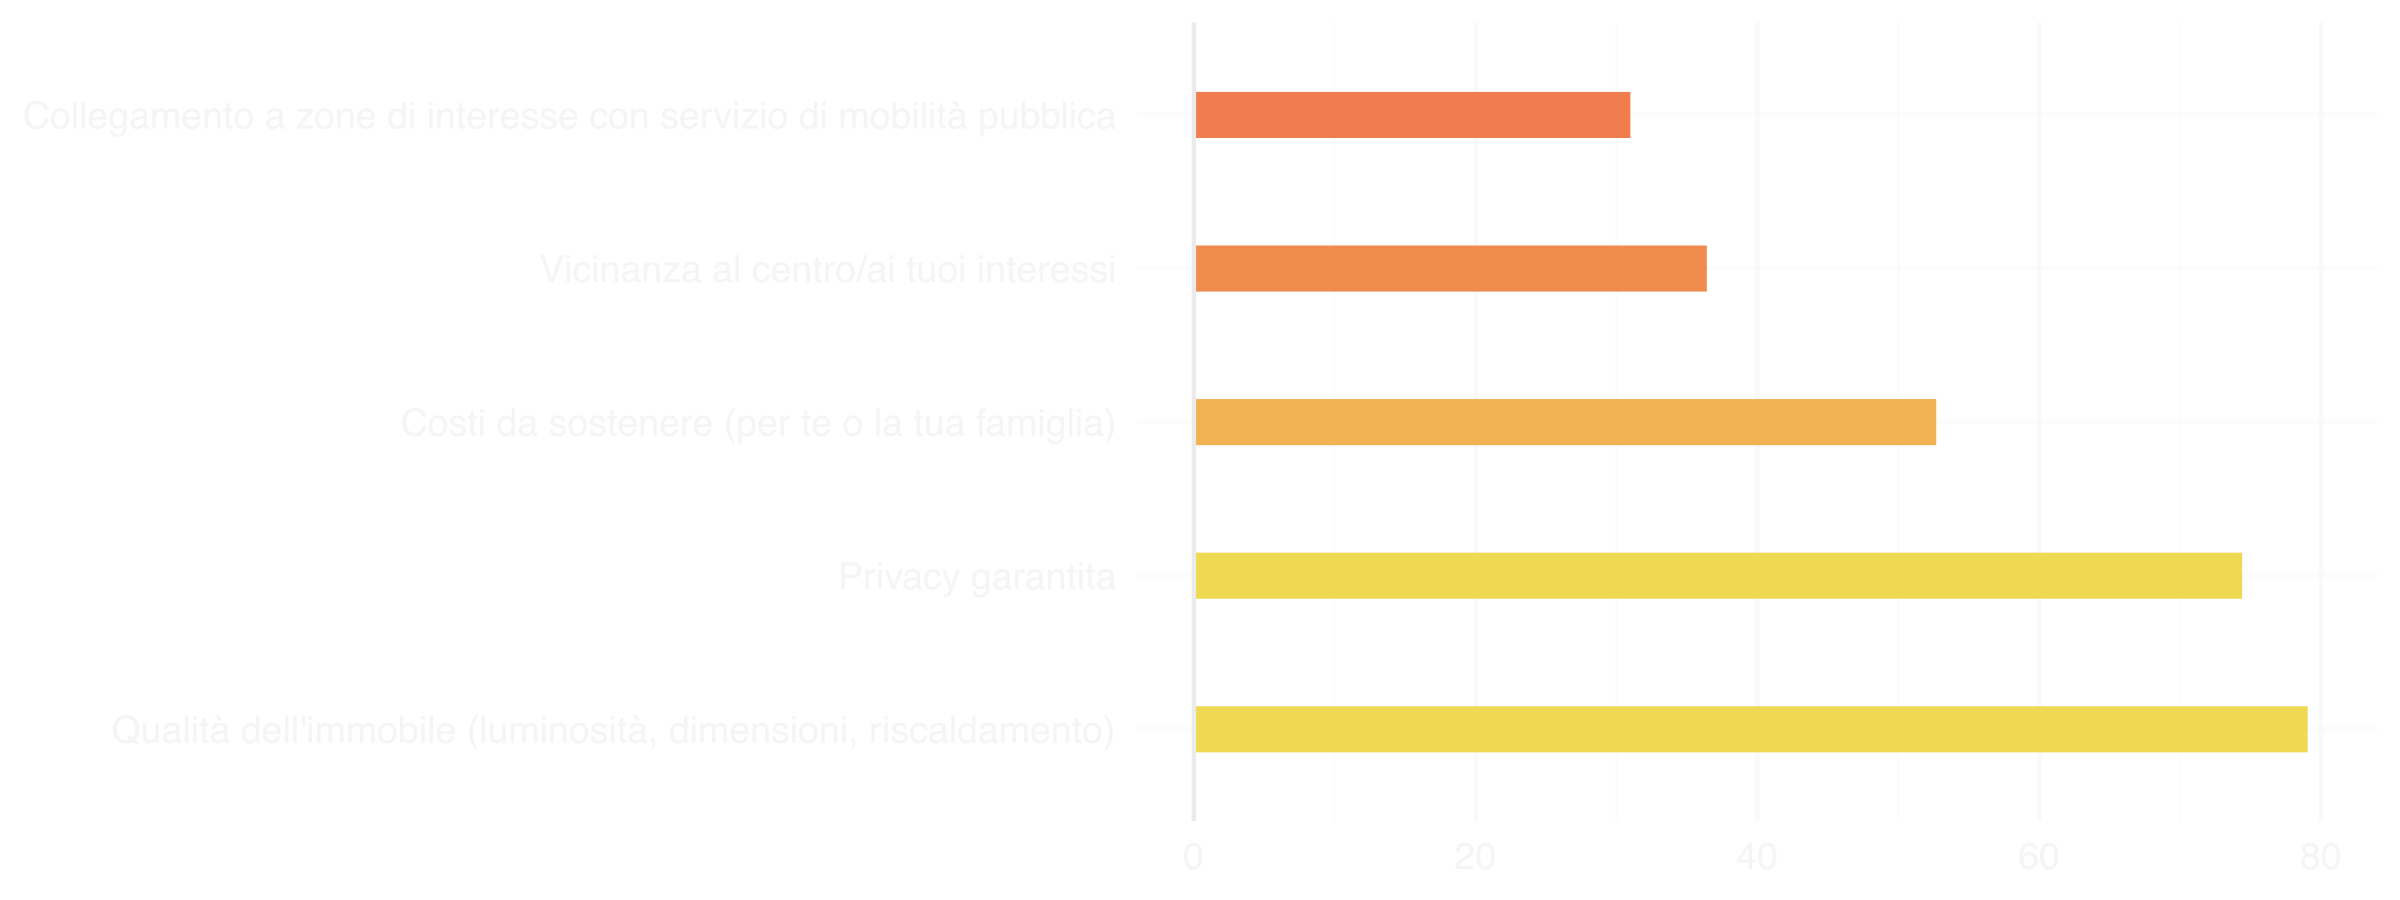 Collegamento a zone di interesse con servizio di mobilità pubblica
Vicinanza al centro/ai tuoi interessi
Costi da sostenere (per te o la tua famiglia)
Privacy garantita
Qualità dell'immobile (luminosità, dimensioni, riscaldamento)
0 20 40 60 80